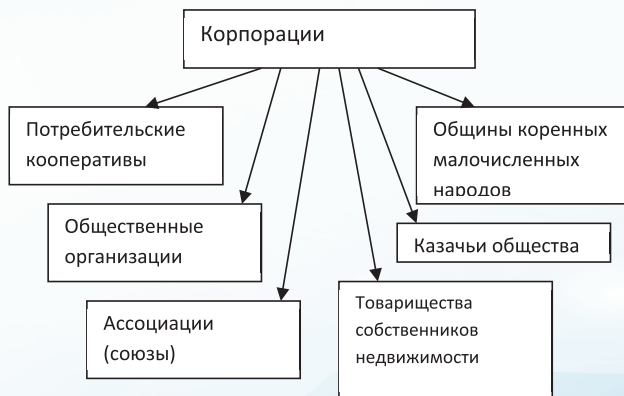 Корпорации
Потребительские
кооперативы
Общины коренных
малочисленных
народов
Общественные
организации
Казачьи общества
Ассоциации
(союзы)
Товарищества
собственников
недвижимости